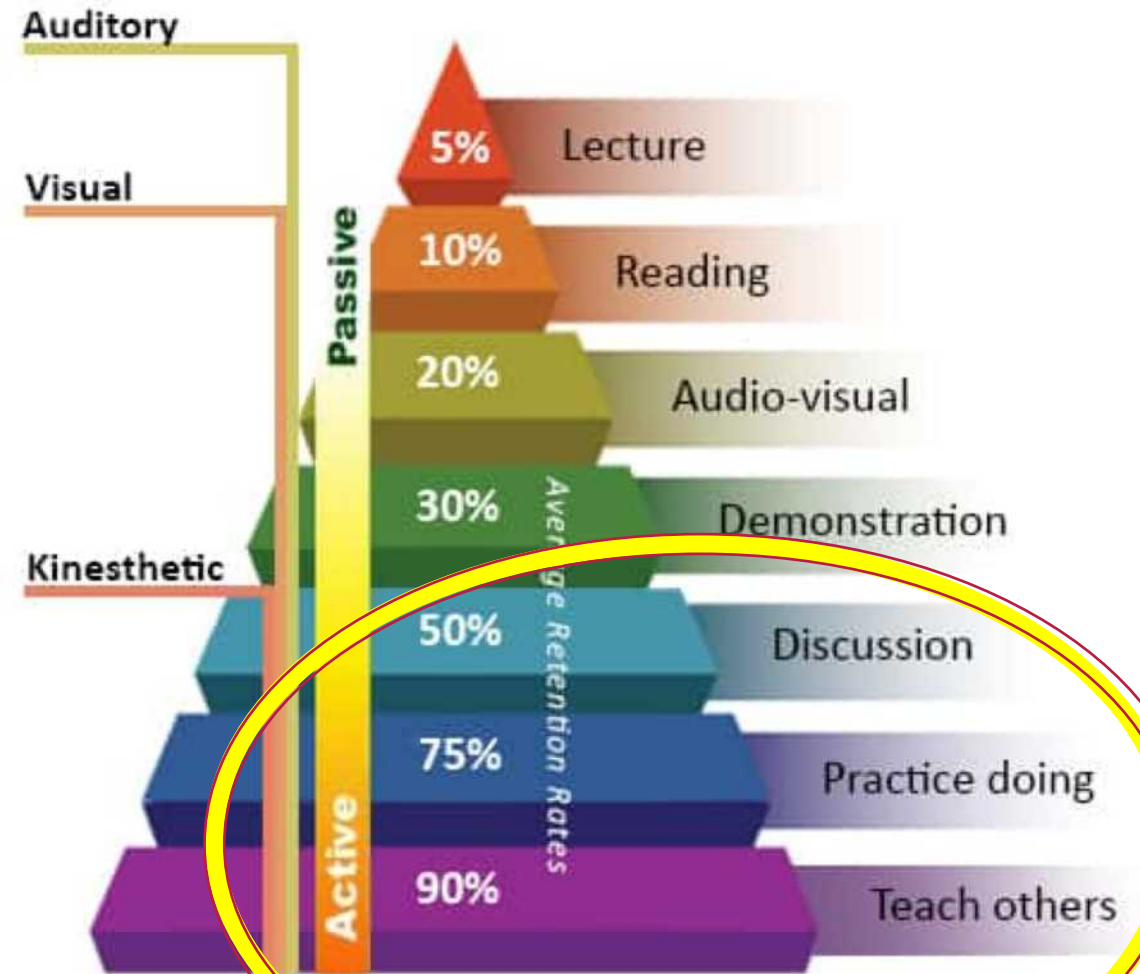 Auditory
5%
Lecture
Visual
Passive
10%
Reading
20%
Audio-visual
30%
Demonstration
Average Retention Rates
Kinesthetic
50%
Discussion
75%
Practice doing
Active
90%
Teach others